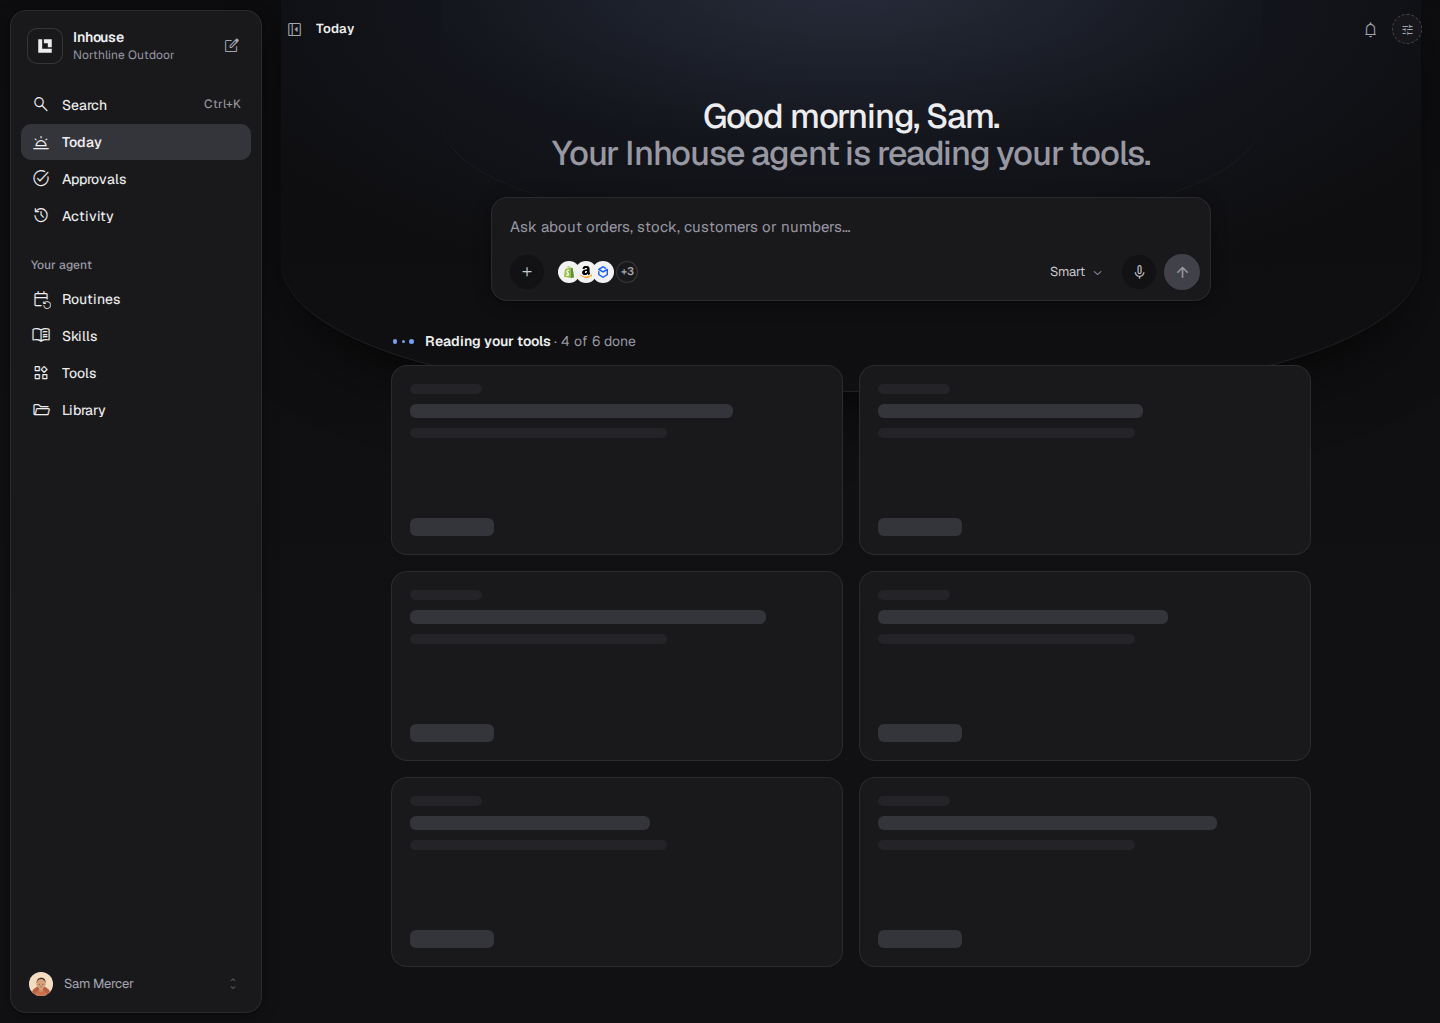 Inhouse
Northline Outdoor
Search Ctrl+K
Today
Approvals
Activity
Your agent
Routines
Skills
Tools
Library
Sam Mercer
Today
Good morning, Sam.
Your Inhouse agent is reading your tools.
Ask about orders, stock, customers or numbers…
+3
Smart
Reading your tools · 4 of 6 done